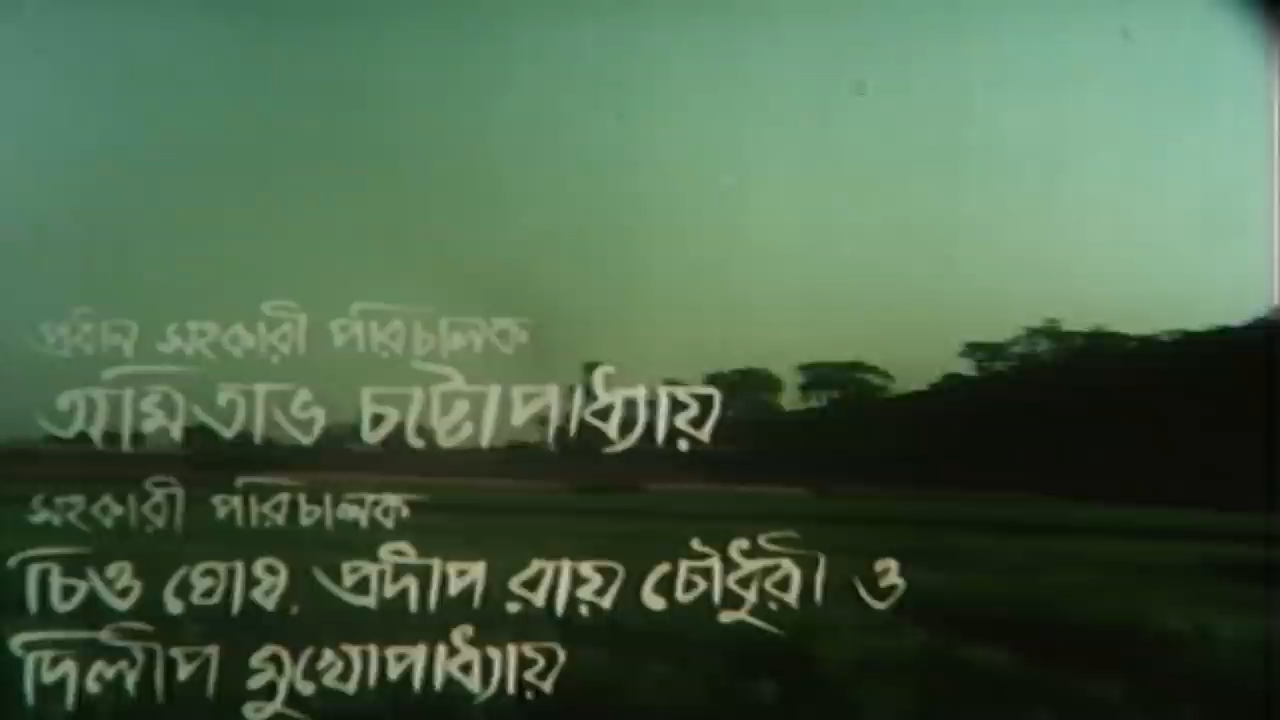 প্রধান সহকারী পরিচালক
অমিতাভ চট্টোপাধ্যায়
সহকারী পরিচালক
চিত্ত ঘোষ, প্রদীপ রায় চৌধুরী ও
দিলীপ মুখোপাধ্যায়